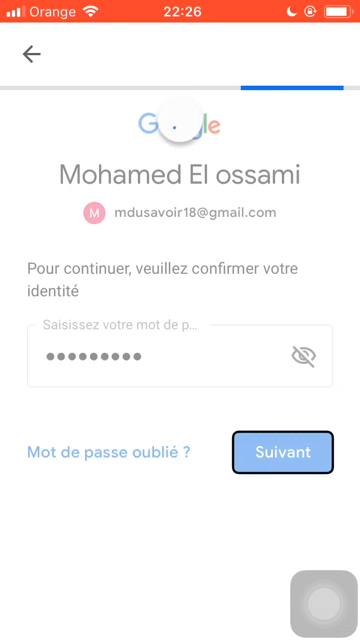 Orange 22:26
Google
Mohamed El ossami
M mdusavoir18@gmail.com
Pour continuer, veuillez confirmer votre
identité
Saisissez votre mot de p...
•••••••••
Mot de passe oublié ? Suivant